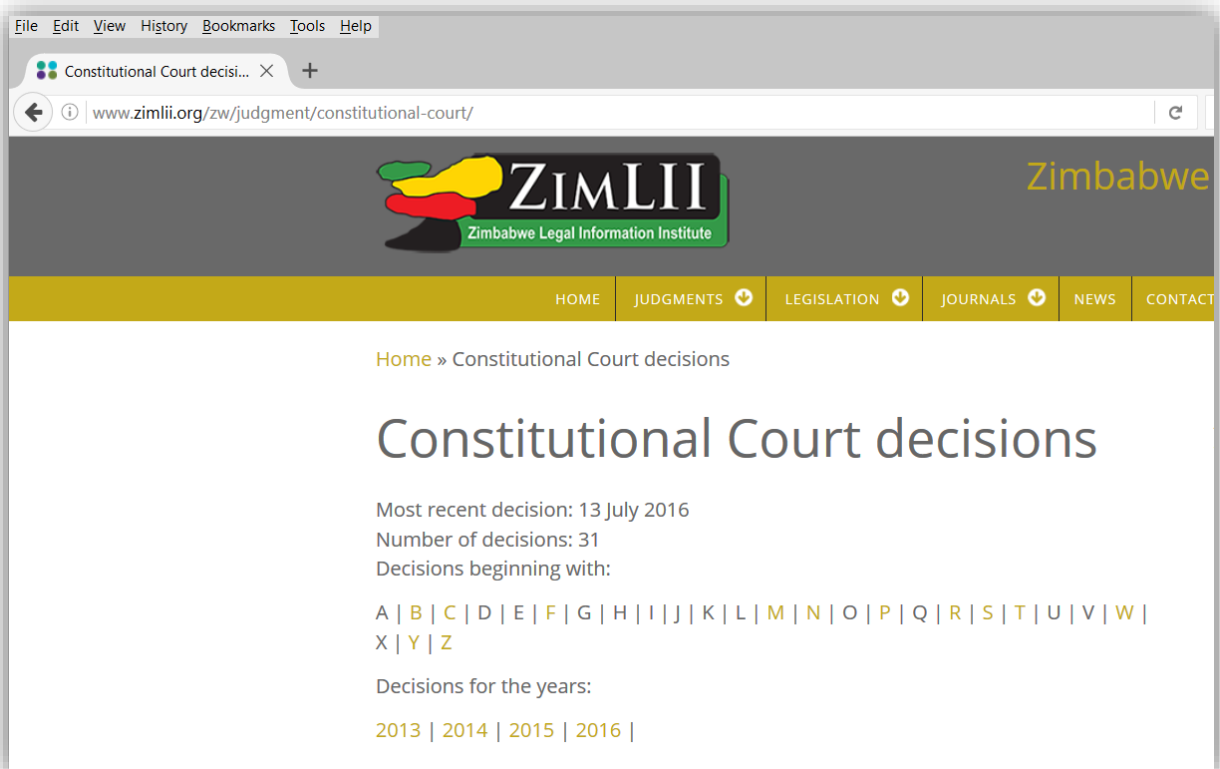 File Edit View History Bookmarks Tools Help
Constitutional Court decisi...
www.zimlii.org/zw/judgment/constitutional-court/
ZIMLII
Zimbabwe Legal Information Institute
Zimbabwe
HOME JUDGMENTS LEGISLATION JOURNALS NEWS CONTACT
Home » Constitutional Court decisions
Constitutional Court decisions
Most recent decision: 13 July 2016
Number of decisions: 31
Decisions beginning with:
A | B | C | D | E | F | G | H | I | J | K | L | M | N | O | P | Q | R | S | T | U | V | W |
X | Y | Z
Decisions for the years:
2013 | 2014 | 2015 | 2016 |